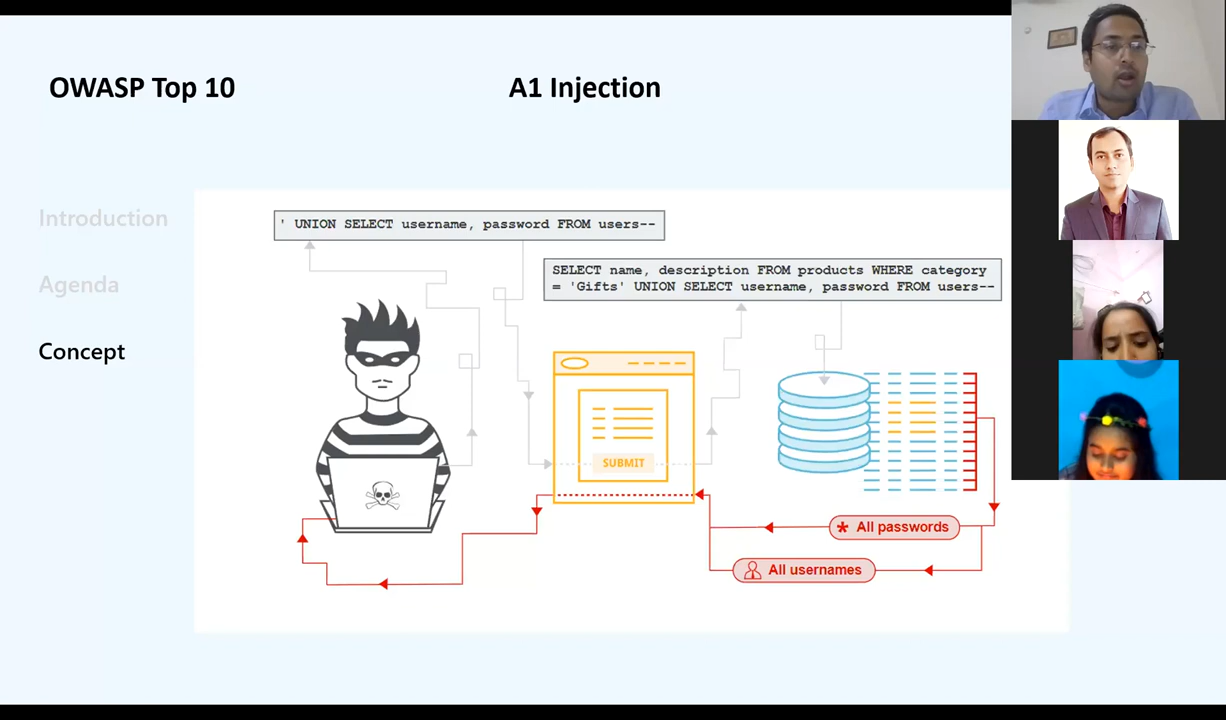 OWASP Top 10
A1 Injection
Introduction
Agenda
Concept
' UNION SELECT username, password FROM users--
SELECT name, description FROM products WHERE category
= 'Gifts' UNION SELECT username, password FROM users--
SUBMIT
* All passwords
All usernames